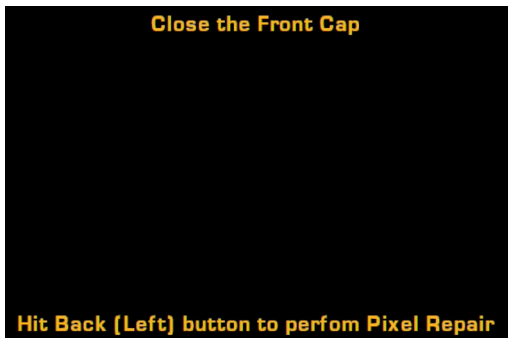 Close the Front Cap
Hit Back (Left) button to perfom Pixel Repair